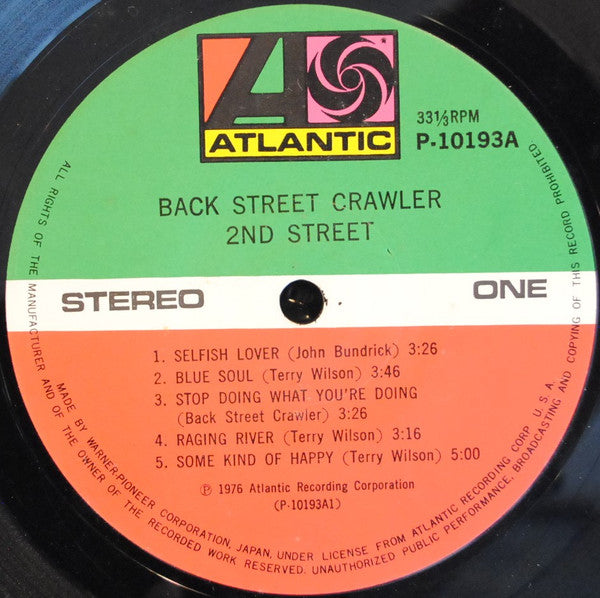 ATLANTIC
33⅓RPM
P-10193A
BACK STREET CRAWLER
2ND STREET
STEREO
ONE
1. SELFISH LOVER (John Bundrick) 3:26
2. BLUE SOUL (Terry Wilson) 3:46
3. STOP DOING WHAT YOU'RE DOING
(Back Street Crawler) 3:26
4. RAGING RIVER (Terry Wilson) 3:16
5. SOME KIND OF HAPPY (Terry Wilson) 5:00
Ⓟ 1976 Atlantic Recording Corporation
(P-10193A1)
MADE BY WARNER-PIONEER CORPORATION, JAPAN, UNDER LICENSE FROM ATLANTIC RECORDING CORP. U.S.A.
ALL RIGHTS OF THE MANUFACTURER AND OF THE OWNER OF THE RECORDED WORK RESERVED. UNAUTHORIZED PUBLIC PERFORMANCE, BROADCASTING AND COPYING OF THIS RECORD PROHIBITED.